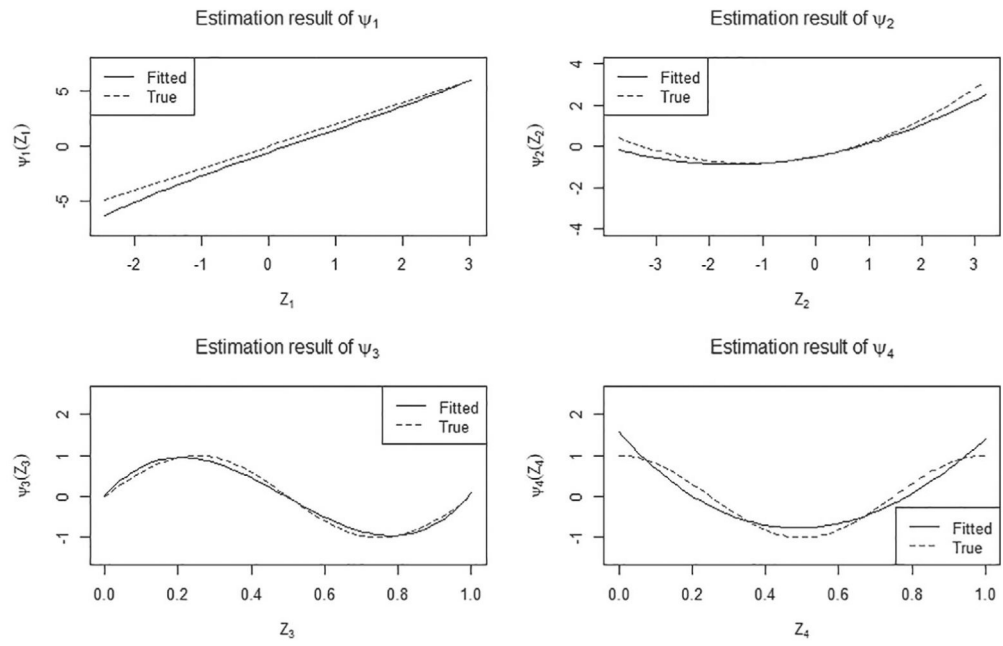 Estimation result of ψ₁
Fitted
True
ψ₁(Z₁)
5
0
-5
-2 -1 0 1 2 3
Z₁
Estimation result of ψ₂
Fitted
True
ψ₂(Z₂)
4
2
0
-2
-4
-3 -2 -1 0 1 2 3
Z₂
Estimation result of ψ₃
Fitted
True
ψ₃(Z₃)
2
1
0
-1
0.0 0.2 0.4 0.6 0.8 1.0
Z₃
Estimation result of ψ₄
ψ₄(Z₄)
2
1
0
-1
Fitted
True
0.0 0.2 0.4 0.6 0.8 1.0
Z₄